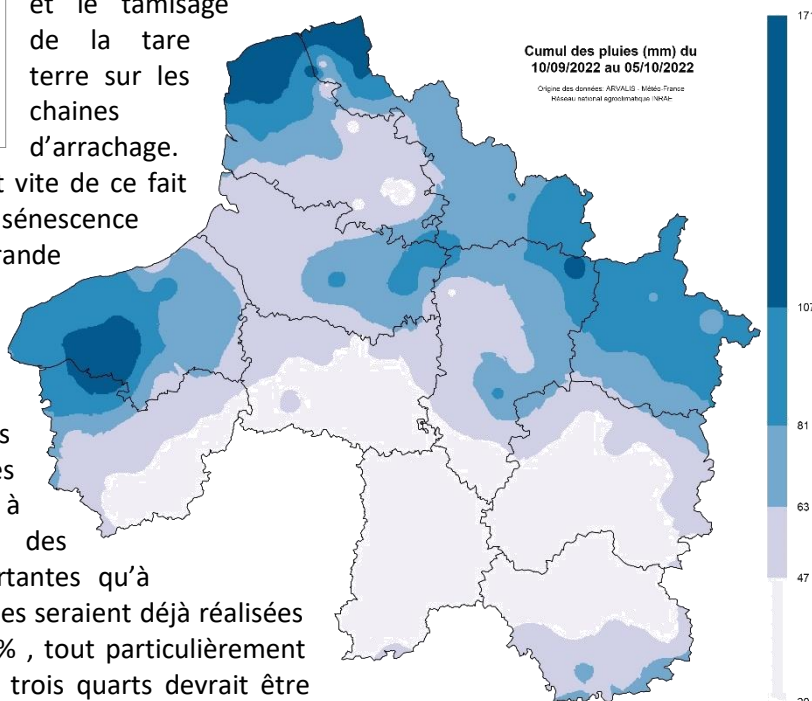 et le tamisage
de la tare
terre sur les
chaines
d’arrachage.
t vite de ce fait
sénescence
rande
s
es
à
des
rtantes qu’à
es seraient déjà réalisées
% , tout particulièrement
trois quarts devrait être
Cumul des pluies (mm) du
10/09/2022 au 05/10/2022
Origine des données: ARVALIS - Météo-France
Réseau national agroclimatique INRAE
171
107
81
63
47